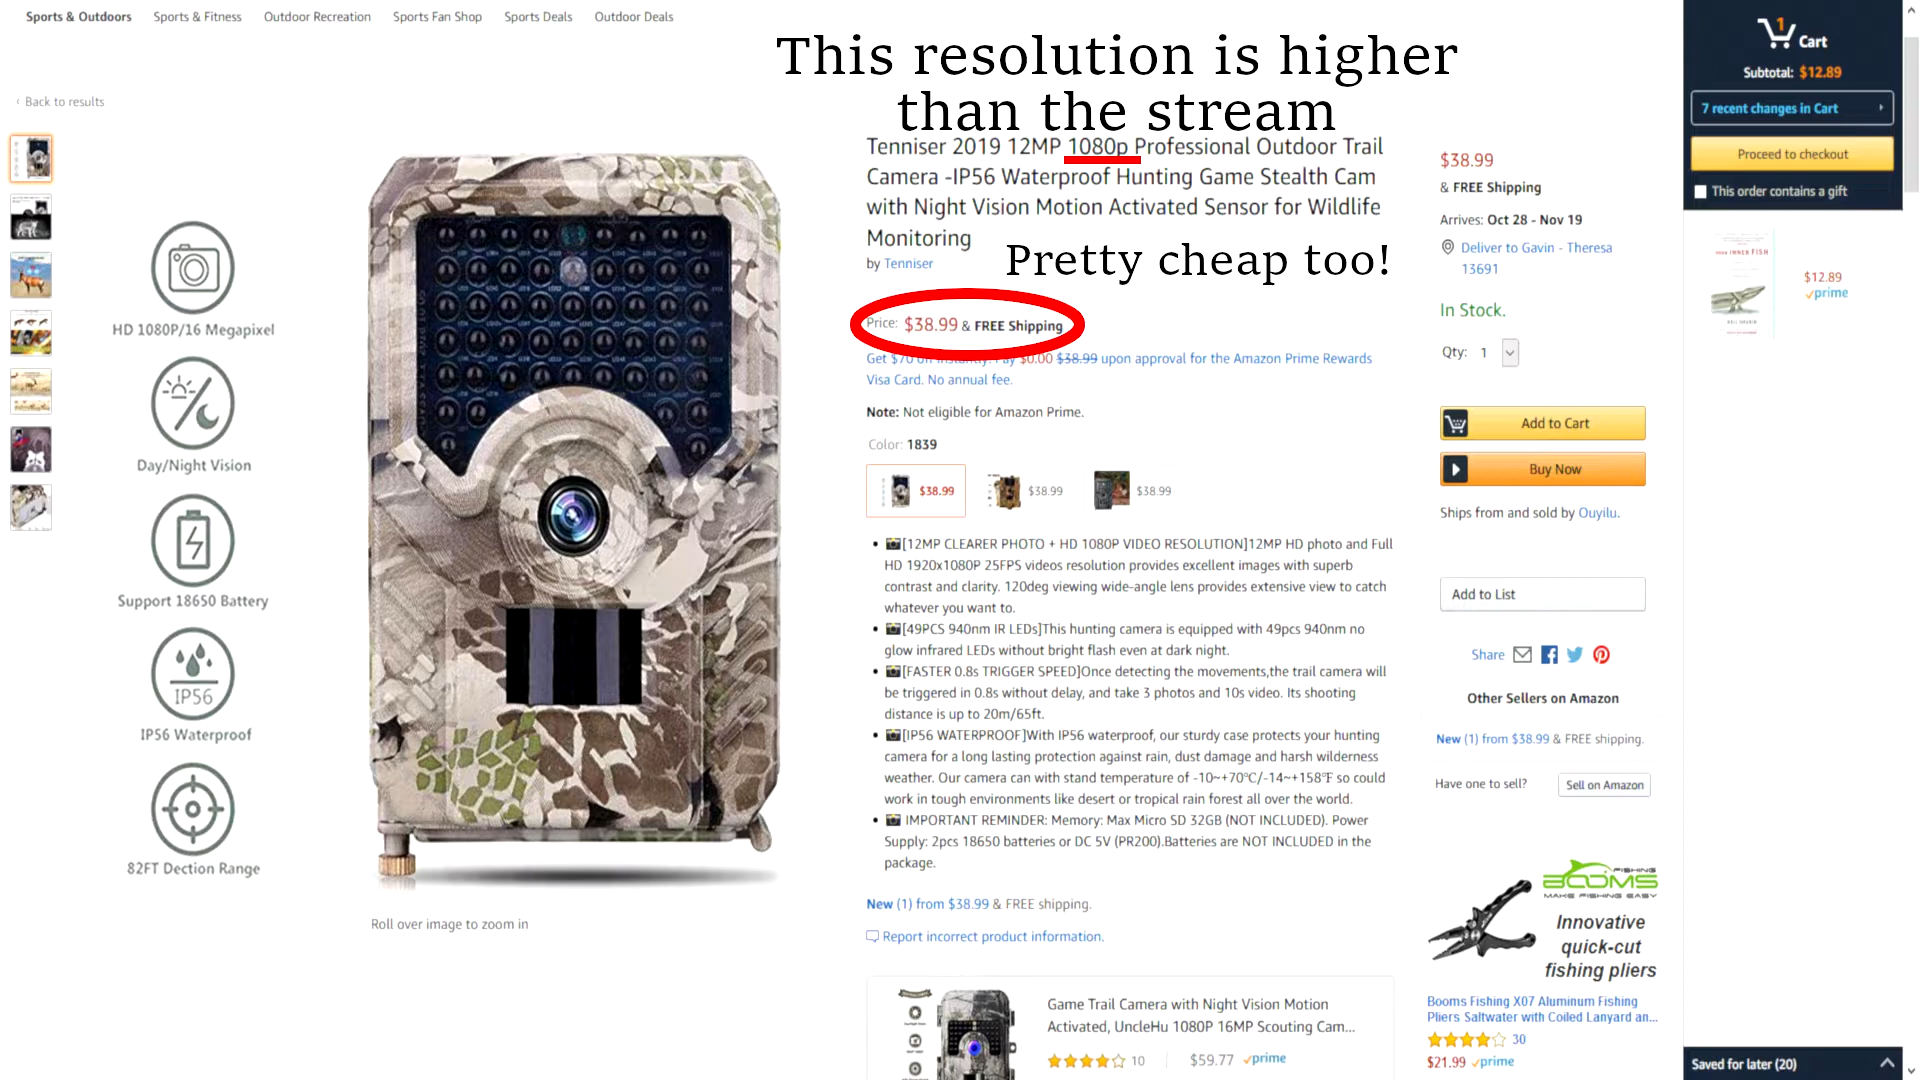 Sports & Outdoors Sports & Fitness Outdoor Recreation Sports Fan Shop Sports Deals Outdoor Deals
This resolution is higher
than the stream
‹ Back to results
HD 1080P/16 Megapixel
Day/Night Vision
Support 18650 Battery
IP56
IP56 Waterproof
82FT Dection Range
Roll over image to zoom in
Tenniser 2019 12MP 1080p Professional Outdoor Trail
Camera -IP56 Waterproof Hunting Game Stealth Cam
with Night Vision Motion Activated Sensor for Wildlife
Monitoring
Pretty cheap too!
by Tenniser
Price: $38.99 & FREE Shipping
Get $70 off instantly: Pay $0.00 $38.99 upon approval for the Amazon Prime Rewards
Visa Card. No annual fee.
Note: Not eligible for Amazon Prime.
Color: 1839
$38.99 $38.99 $38.99
• [12MP CLEARER PHOTO + HD 1080P VIDEO RESOLUTION]12MP HD photo and Full
HD 1920x1080P 25FPS videos resolution provides excellent images with superb
contrast and clarity. 120deg viewing wide-angle lens provides extensive view to catch
whatever you want to.
• [49PCS 940nm IR LEDs]This hunting camera is equipped with 49pcs 940nm no
glow infrared LEDs without bright flash even at dark night.
• [FASTER 0.8s TRIGGER SPEED]Once detecting the movements,the trail camera will
be triggered in 0.8s without delay, and take 3 photos and 10s video. Its shooting
distance is up to 20m/65ft.
• [IP56 WATERPROOF]With IP56 waterproof, our sturdy case protects your hunting
camera for a long lasting protection against rain, dust damage and harsh wilderness
weather. Our camera can with stand temperature of -10~+70℃/-14~+158℉ so could
work in tough environments like desert or tropical rain forest all over the world.
• IMPORTANT REMINDER: Memory: Max Micro SD 32GB (NOT INCLUDED). Power
Supply: 2pcs 18650 batteries or DC 5V (PR200).Batteries are NOT INCLUDED in the
package.
New (1) from $38.99 & FREE shipping.
Report incorrect product information.
Game Trail Camera with Night Vision Motion
Activated, UncleHu 1080P 16MP Scouting Cam...
10 $59.77 prime
$38.99
& FREE Shipping
Arrives: Oct 28 - Nov 19
Deliver to Gavin - Theresa
13691
In Stock.
Qty: 1
Add to Cart
Buy Now
Ships from and sold by Ouyilu.
Add to List
Share
Other Sellers on Amazon
New (1) from $38.99 & FREE shipping.
Have one to sell? Sell on Amazon
FISHING
BOOMS
MAKE FISHING EASY
Innovative
quick-cut
fishing pliers
Booms Fishing X07 Aluminum Fishing
Pliers Saltwater with Coiled Lanyard an...
30
$21.99 prime
1
Cart
Subtotal: $12.89
7 recent changes in Cart
Proceed to checkout
This order contains a gift
YOUR INNER FISH
$12.89
prime
Saved for later (20)